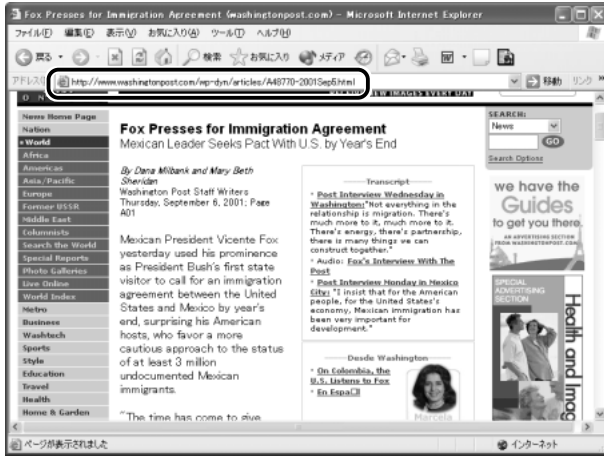 Fox Presses for Immigration Agreement (washingtonpost.com) - Microsoft Internet Explorer
ファイル(F) 編集(E) 表示(V) お気に入り(A) ツール(T) ヘルプ(H)
戻る 検索 お気に入り メディア
アドレス(D) http://www.washingtonpost.com/wp-dyn/articles/A48770-2001Sep5.html 移動 リンク
VIEW IMAGES EVERY DAY
News Home Page
Nation
World
Africa
Americas
Asia/Pacific
Europe
Former USSR
Middle East
Columnists
Search the World
Special Reports
Photo Galleries
Live Online
World Index
Metro
Business
Washtech
Sports
Style
Education
Travel
Health
Home & Garden
Fox Presses for Immigration Agreement
Mexican Leader Seeks Pact With U.S. by Year's End
By Dana Milbank and Mary Beth
Sheridan
Washington Post Staff Writers
Thursday, September 6, 2001; Page
A01
Mexican President Vicente Fox
yesterday used his prominence
as President Bush's first state
visitor to call for an immigration
agreement between the United
States and Mexico by year's
end, surprising his American
hosts, who favor a more
cautious approach to the status
of at least 3 million
undocumented Mexican
immigrants.
"The time has come to give
Transcript
· Post Interview Wednesday in
Washington:"Not everything in the
relationship is migration. There's
much more to it, much more to it.
There's energy, there's partnership,
there is many things we can
construct together."
· Audio: Fox's Interview With The
Post
· Post Interview Monday in Mexico
City: "I insist that for the American
people, for the United States's
economy, Mexican immigration has
been very important for
development."
Desde Washington
· On Colombia, the
U.S. Listens to Fox
· En Espa□l
Marcela
SEARCH:
News
GO
Search Options
we have the
Guides
to get you there.
AN ADVERTISING SECTION
FROM WASHINGTONPOST.COM
SPECIAL
ADVERTISING
SECTION
Health and Imag
ページが表示されました インターネット